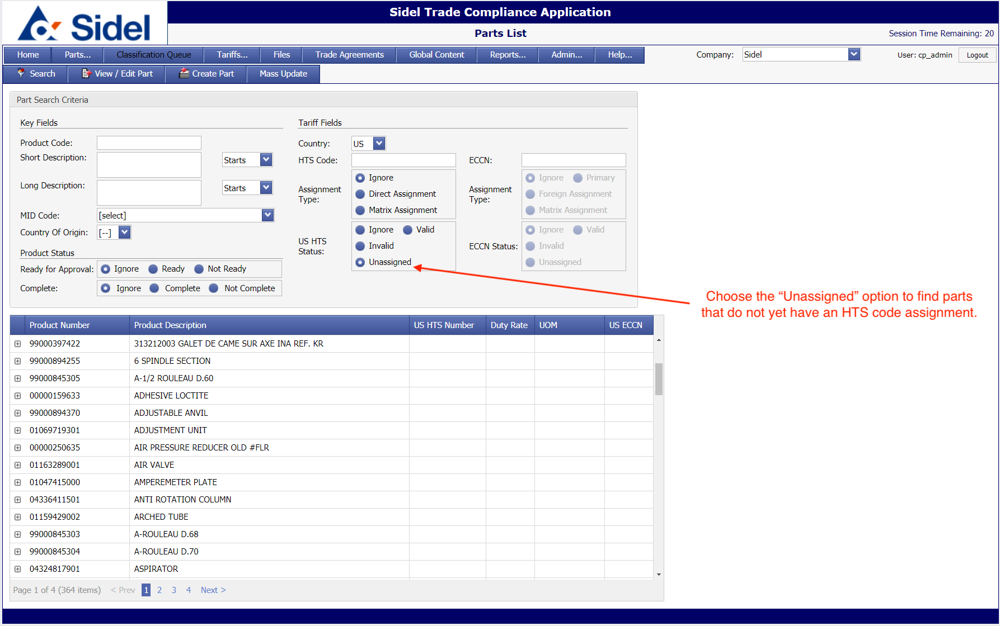 Sidel
Sidel Trade Compliance Application
Parts List
Session Time Remaining: 20
Home Parts... Classification Queue Tariffs... Files Trade Agreements Global Content Reports... Admin... Help... Company: Sidel User: cp_admin Logout
Search View / Edit Part Create Part Mass Update
Part Search Criteria
Key Fields
Product Code:
Short Description: Starts
Long Description: Starts
MID Code: [select]
Country Of Origin: [--]
Product Status
Ready for Approval: Ignore Ready Not Ready
Complete: Ignore Complete Not Complete
Tariff Fields
Country: US
HTS Code:
Assignment
Type:
Ignore
Direct Assignment
Matrix Assignment
US HTS
Status:
Ignore Valid
Invalid
Unassigned
ECCN:
Assignment
Type:
Ignore Primary
Foreign Assignment
Matrix Assignment
ECCN Status:
Ignore Valid
Invalid
Unassigned
Choose the “Unassigned” option to find parts
that do not yet have an HTS code assignment.
Product Number Product Description US HTS Number Duty Rate UOM US ECCN
99000397422 313212003 GALET DE CAME SUR AXE INA REF. KR
99000894255 6 SPINDLE SECTION
99000845305 A-1/2 ROULEAU D.60
00000159633 ADHESIVE LOCTITE
99000894370 ADJUSTABLE ANVIL
01069719301 ADJUSTMENT UNIT
00000250635 AIR PRESSURE REDUCER OLD #FLR
01163289001 AIR VALVE
01047415000 AMPEREMETER PLATE
04336411501 ANTI ROTATION COLUMN
01159429002 ARCHED TUBE
99000845303 A-ROULEAU D.68
99000845304 A-ROULEAU D.70
04324817901 ASPIRATOR
Page 1 of 4 (364 items) < Prev 1 2 3 4 Next >